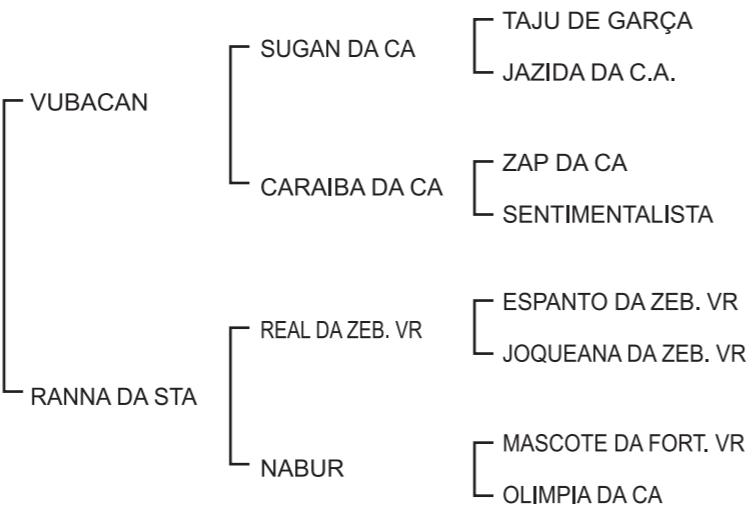 TAJU DE GARÇA
SUGAN DA CA
JAZIDA DA C.A.
VUBACAN
ZAP DA CA
CARAIBA DA CA
SENTIMENTALISTA
ESPANTO DA ZEB. VR
REAL DA ZEB. VR
JOQUEANA DA ZEB. VR
RANNA DA STA
MASCOTE DA FORT. VR
NABUR
OLIMPIA DA CA